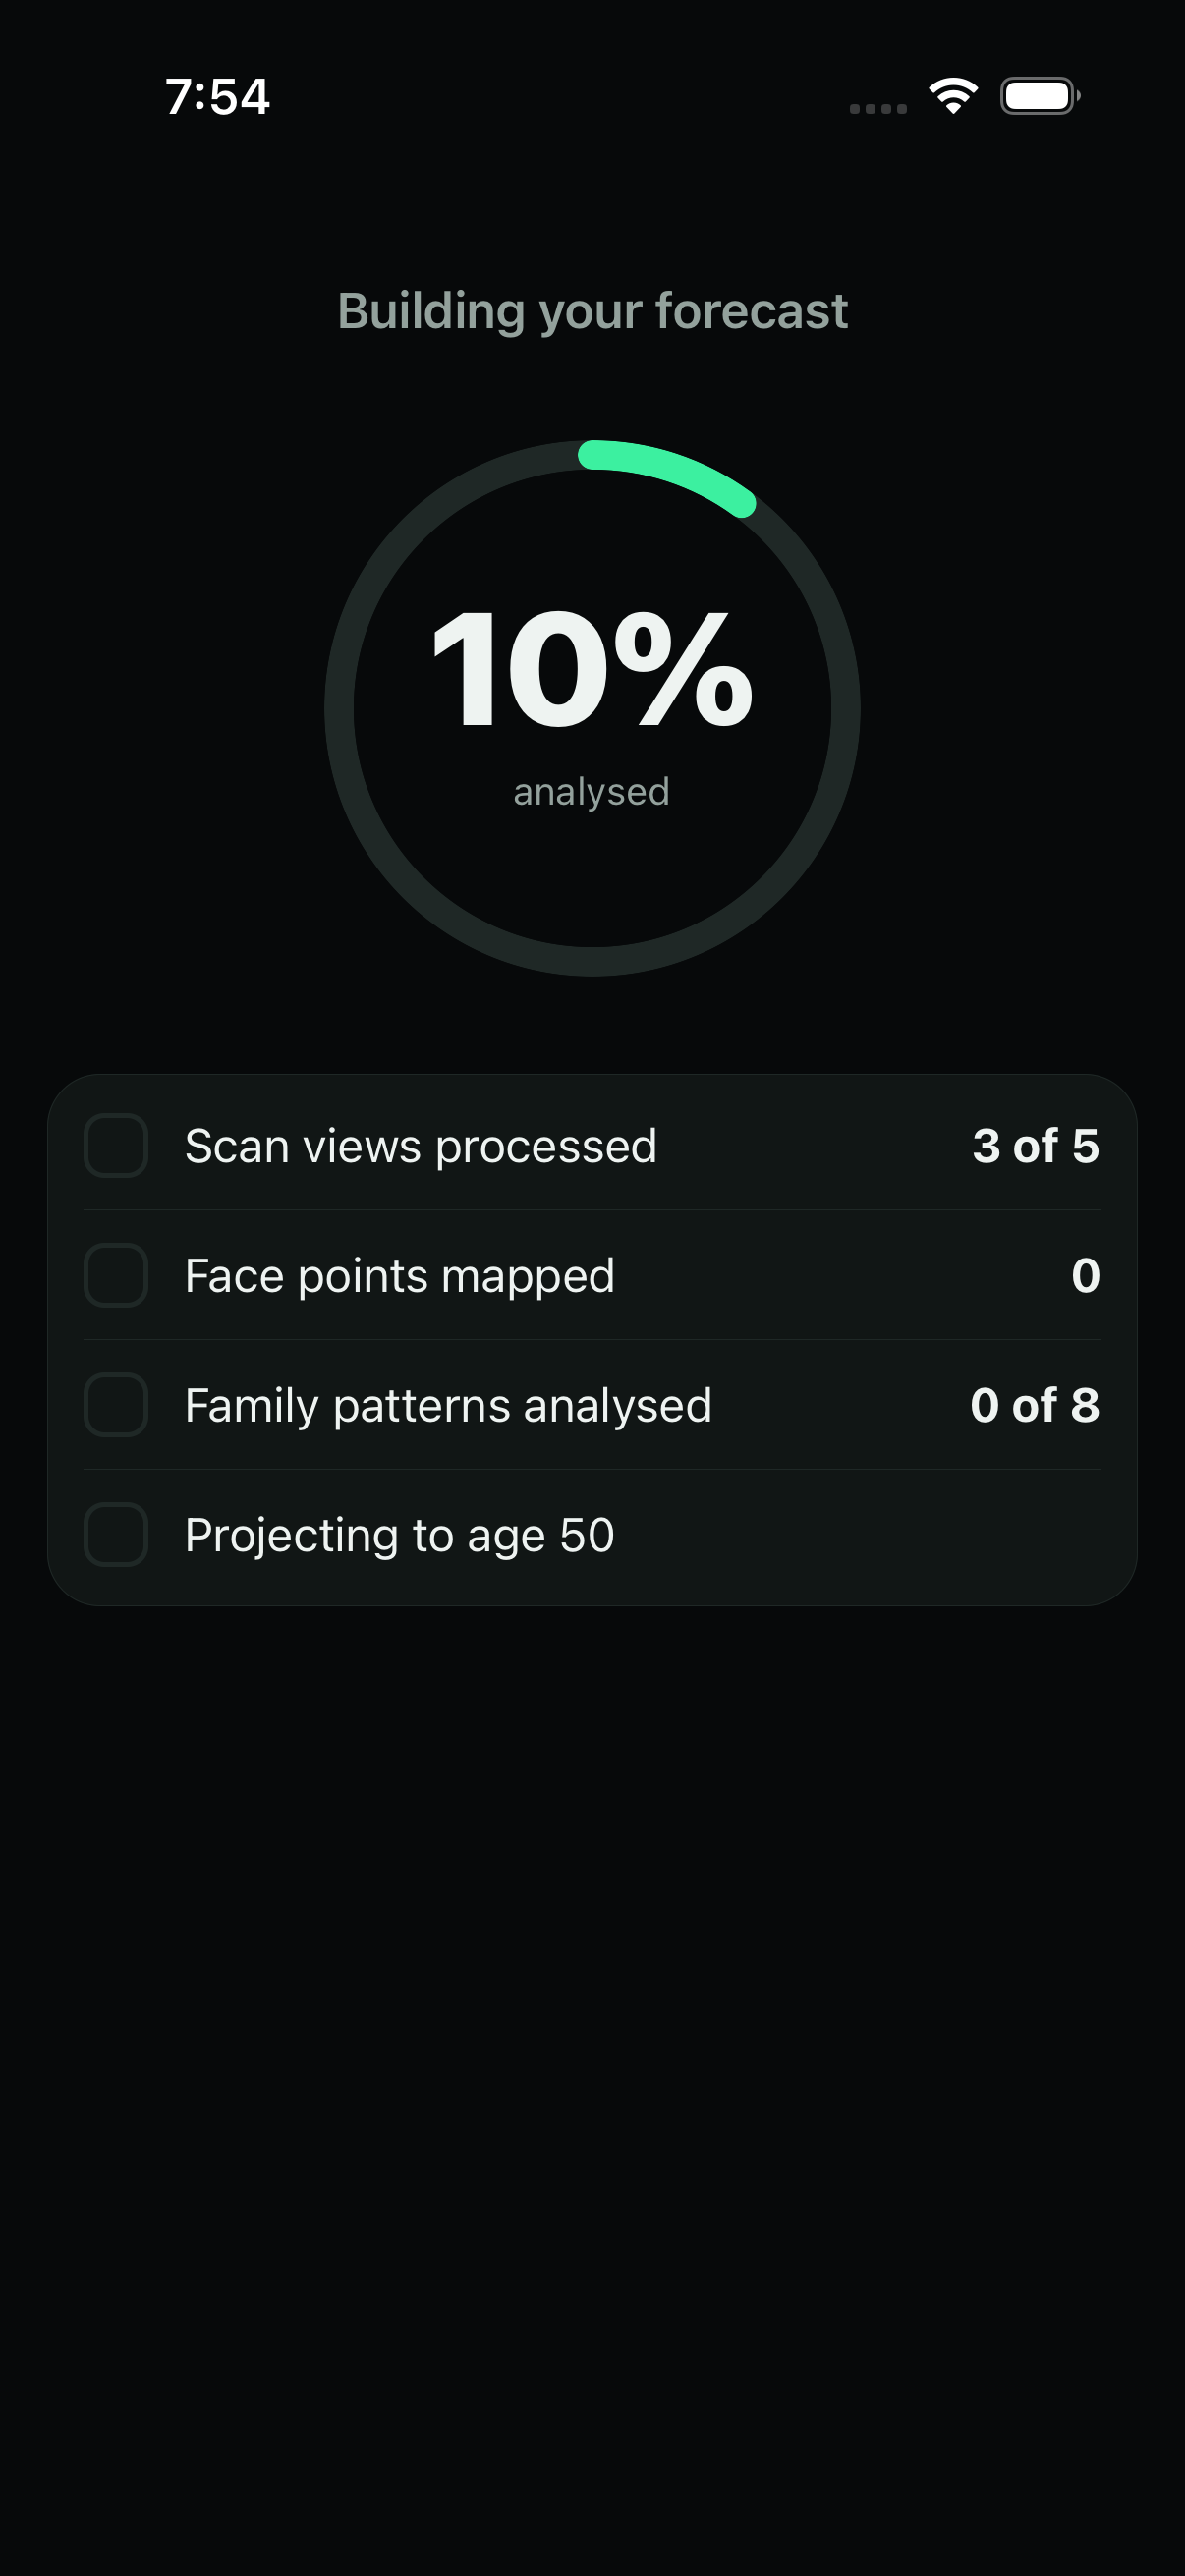 7:54
Building your forecast
10%
analysed
Scan views processed 3 of 5
Face points mapped 0
Family patterns analysed 0 of 8
Projecting to age 50